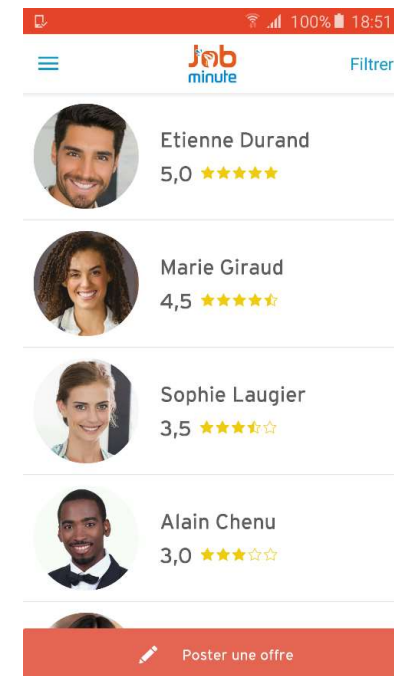 100% 18:51
Job
minute
Filtrer
Etienne Durand
5,0
Marie Giraud
4,5
Sophie Laugier
3,5
Alain Chenu
3,0
Poster une offre